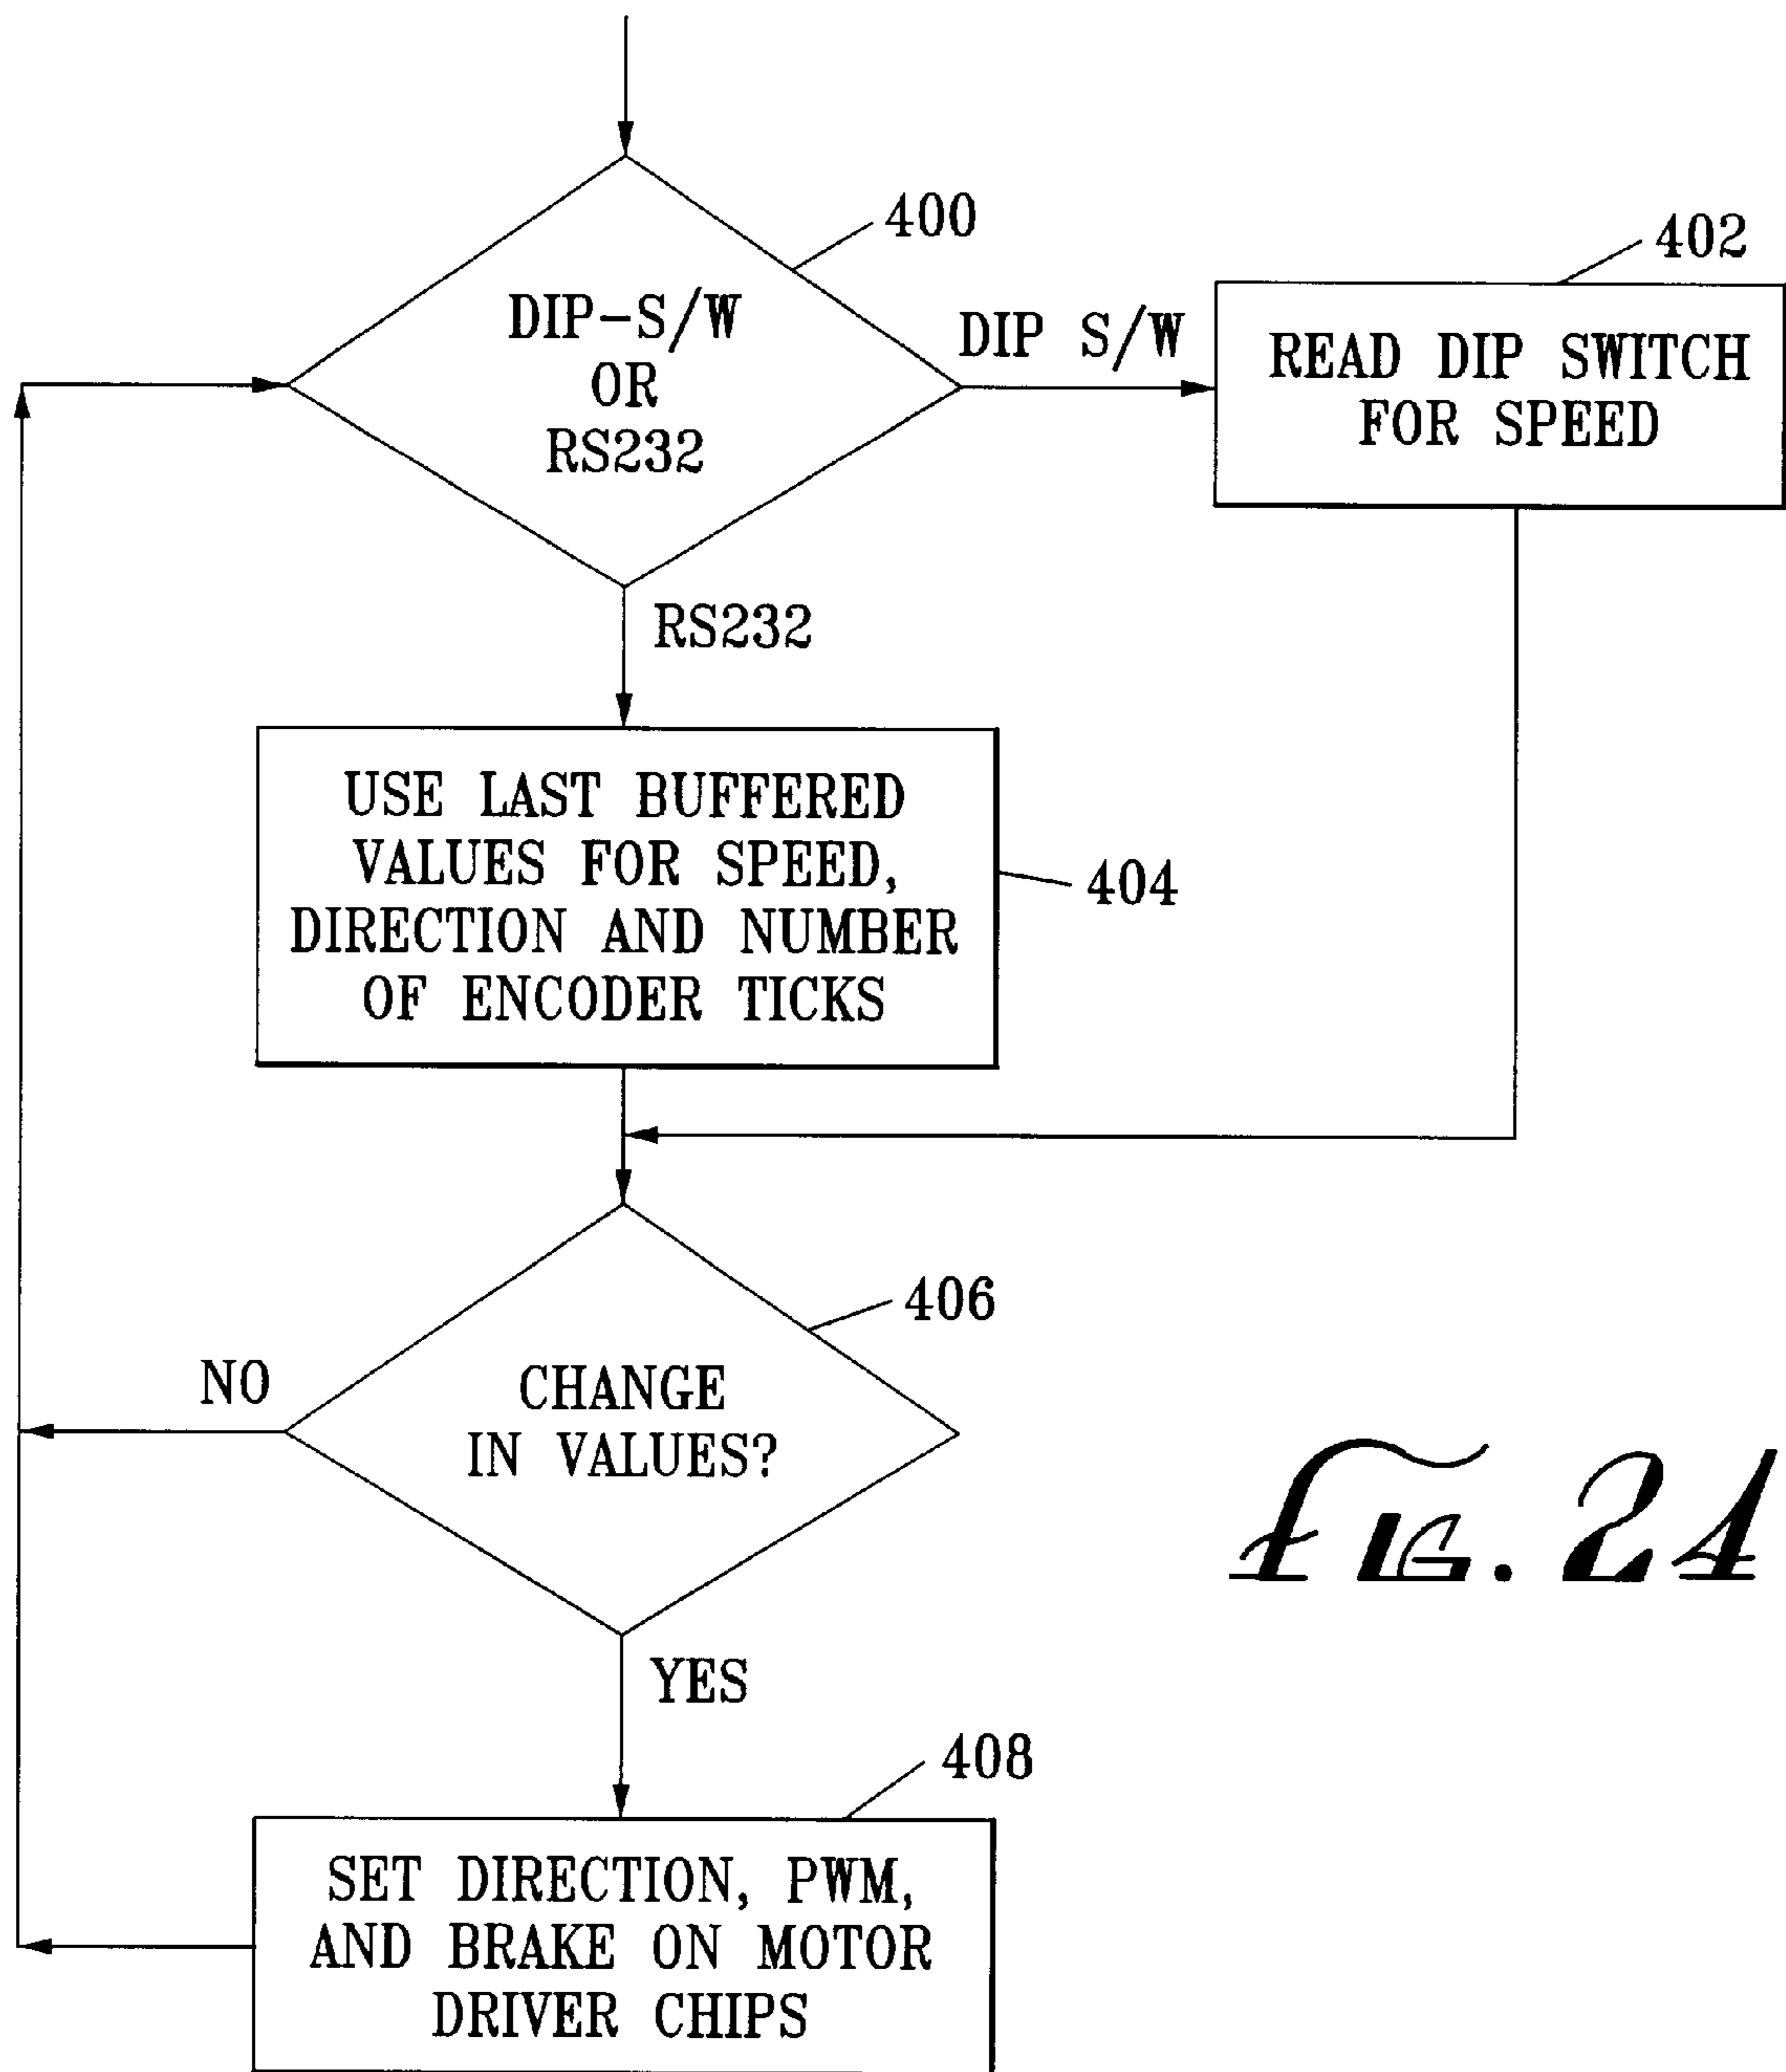 400
402
DIP-S/W
OR
RS232
DIP S/W
READ DIP SWITCH
FOR SPEED
RS232
USE LAST BUFFERED
VALUES FOR SPEED,
DIRECTION AND NUMBER
OF ENCODER TICKS
404
406
NO
CHANGE
IN VALUES?
FIG. 24
YES
408
SET DIRECTION, PWM,
AND BRAKE ON MOTOR
DRIVER CHIPS